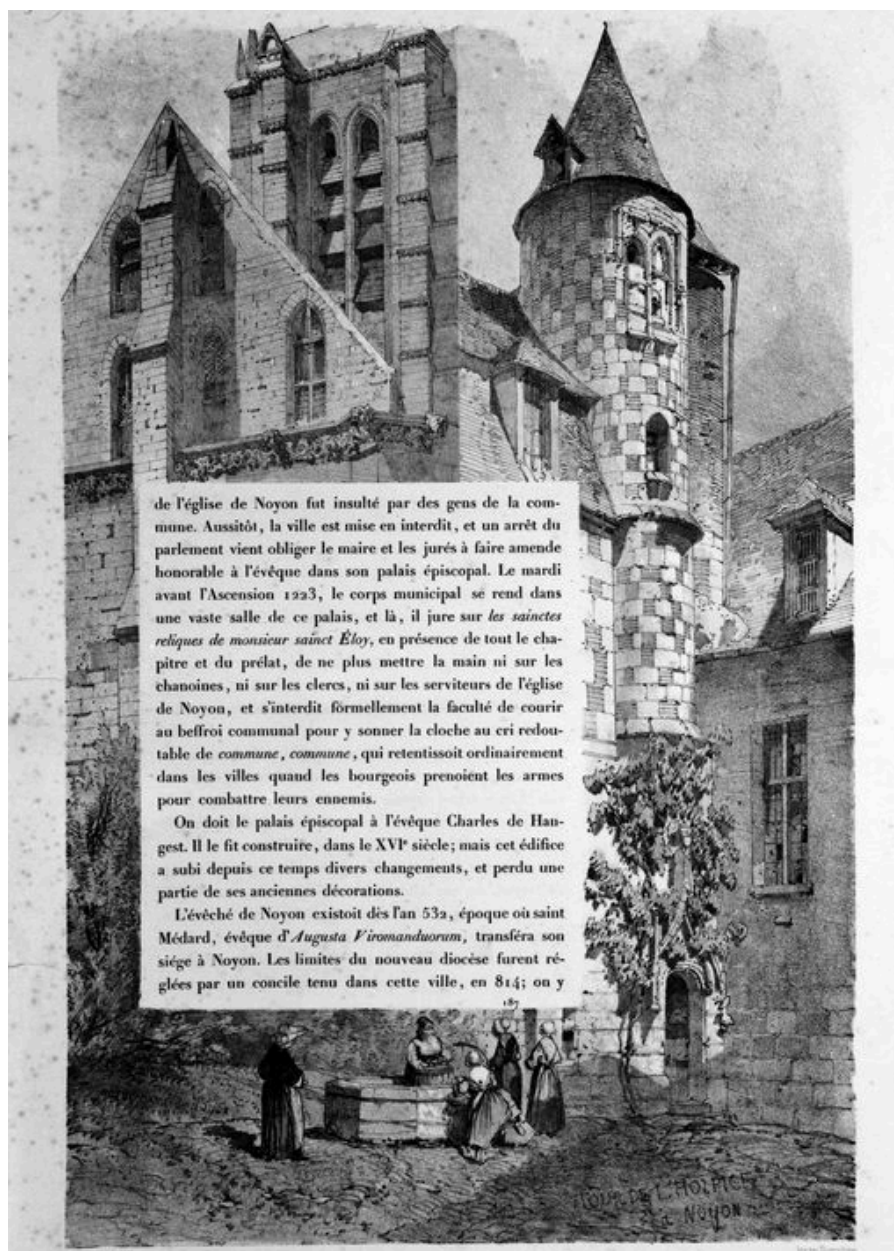 de l'église de Noyon fut insulté par des gens de la com-
mune. Aussitôt, la ville est mise en interdit, et un arrêt du
parlement vient obliger le maire et les jurés à faire amende
honorable à l'évêque dans son palais épiscopal. Le mardi
avant l'Ascension 1223, le corps municipal se rend dans
une vaste salle de ce palais, et là, il jure sur les sainctes
reliques de monsieur sainct Éloy, en présence de tout le cha-
pitre et du prélat, de ne plus mettre la main ni sur les
chanoines, ni sur les clercs, ni sur les serviteurs de l'église
de Noyon, et s'interdit formellement la faculté de courir
au beffroi communal pour y sonner la cloche au cri redou-
table de commune, commune, qui retentissoit ordinairement
dans les villes quand les bourgeois prenoient les armes
pour combattre leurs ennemis.
On doit le palais épiscopal à l'évêque Charles de Han-
gest. Il le fit construire, dans le XVIe siècle; mais cet édifice
a subi depuis ce temps divers changements, et perdu une
partie de ses anciennes décorations.
L'évêché de Noyon existoit dès l'an 532, époque où saint
Médard, évêque d'Augusta Viromanduorum, transféra son
siége à Noyon. Les limites du nouveau diocèse furent ré-
glées par un concile tenu dans cette ville, en 814; on y
187
DE L'HOSPICE
à NOYON